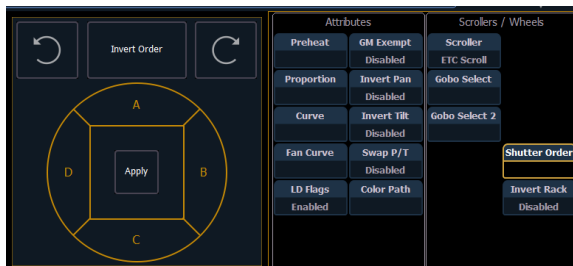 Invert Order
A
D
Apply
B
C
Attributes
Preheat
GM Exempt
Disabled
Proportion
Invert Pan
Disabled
Curve
Invert Tilt
Disabled
Fan Curve
Swap P/T
Disabled
LD Flags
Color Path
Enabled
Scrollers / Wheels
Scroller
ETC Scroll
Gobo Select
Gobo Select 2
Shutter Order
Invert Rack
Disabled